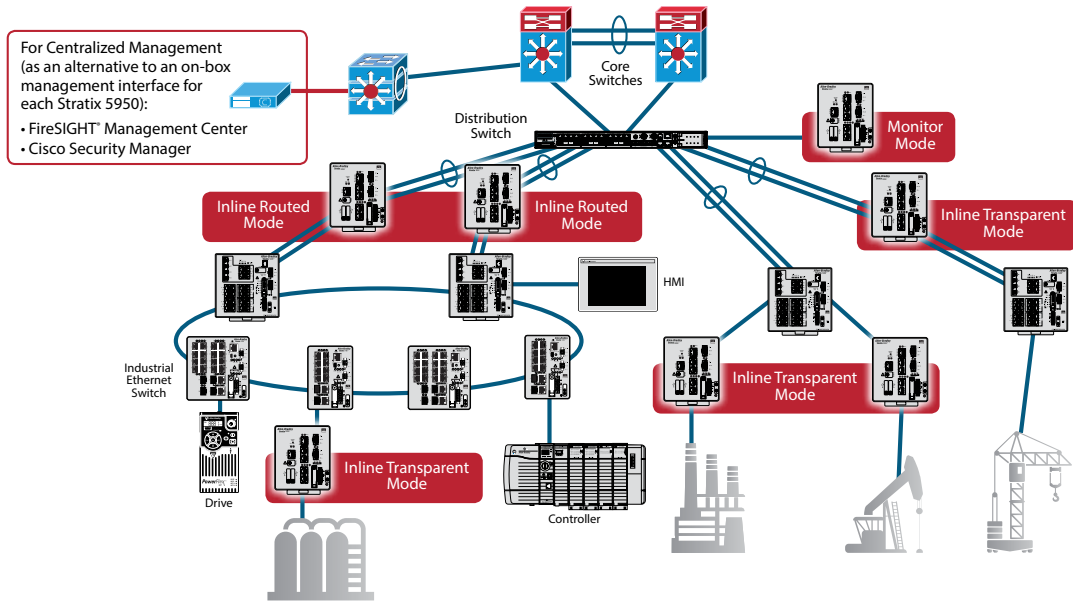 For Centralized Management
(as an alternative to an on-box
management interface for
each Stratix 5950):
• FireSIGHT® Management Center
• Cisco Security Manager
Core
Switches
Distribution
Switch
Monitor
Mode
Inline Routed
Mode
Inline Routed
Mode
Inline Transparent
Mode
HMI
Industrial
Ethernet
Switch
Inline Transparent
Mode
Inline Transparent
Mode
PowerFlex
Drive
Controller